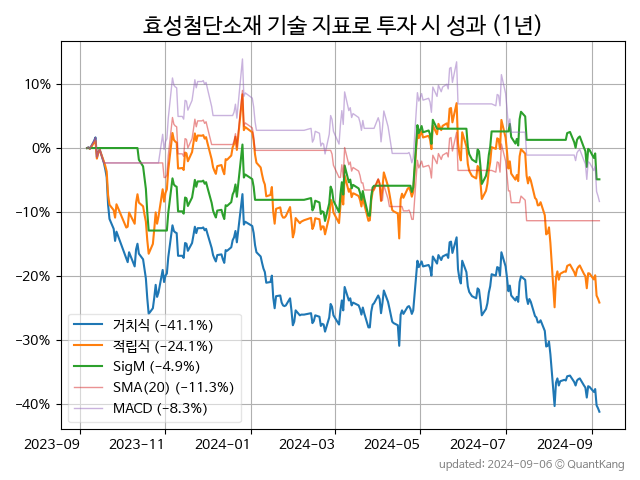 효성첨단소재 기술 지표로 투자 시 성과 (1년)
10%
0%
−10%
−20%
−30%
−40%
거치식 (−41.1%)
적립식 (−24.1%)
SigM (−4.9%)
SMA(20) (−11.3%)
MACD (−8.3%)
2023−09
2023−11
2024−01
2024−03
2024−05
2024−07
2024−09
updated: 2024−09−06 © QuantKang